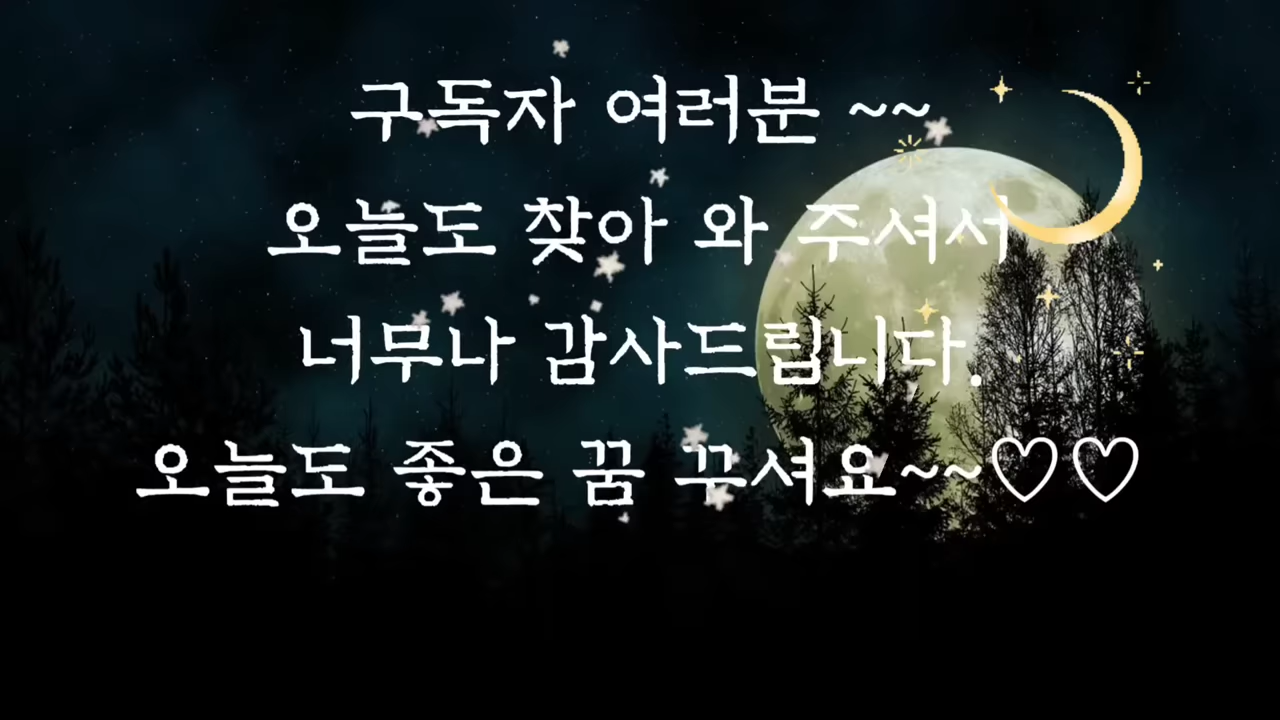 구독자 여러분 ~~
오늘도 찾아 와 주셔서
너무나 감사드립니다.
오늘도 좋은 꿈 꾸셔요~~♡♡